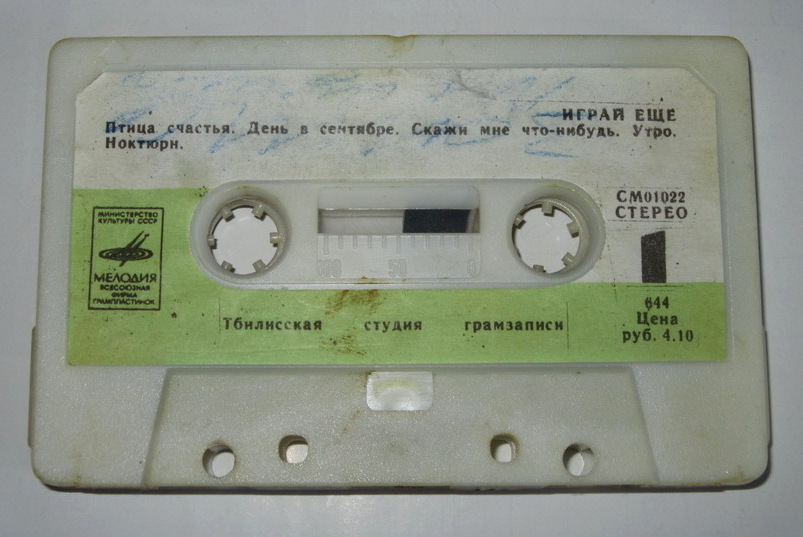 ИГРАЙ ЕЩЕ
Птица счастья. День в сентябре. Скажи мне что-нибудь. Утро.
Ноктюрн.
МИНИСТЕРСТВО
КУЛЬТУРЫ СССР
МЕЛОДИЯ
ВСЕСОЮЗНАЯ
ФИРМА
ГРАМПЛАСТИНОК
СМ01022
СТЕРЕО
1
100 50 0
644
Цена
руб. 4.10
Тбилисская студия грамзаписи